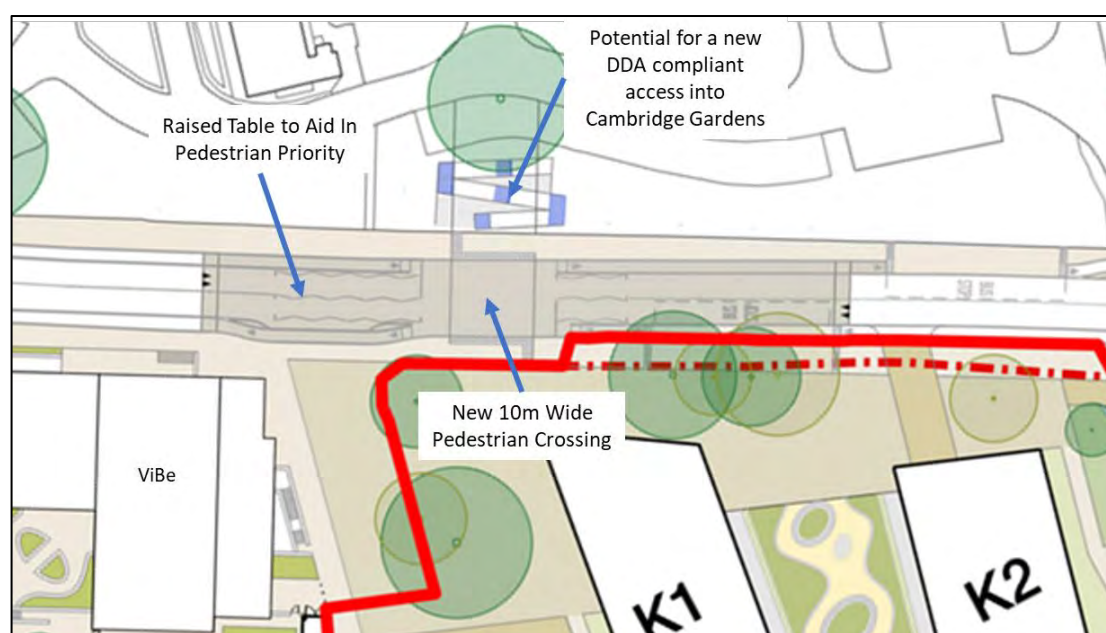 Potential for a new
DDA compliant
access into
Cambridge Gardens
Raised Table to Aid In
Pedestrian Priority
New 10m Wide
Pedestrian Crossing
ViBe
K1
K2